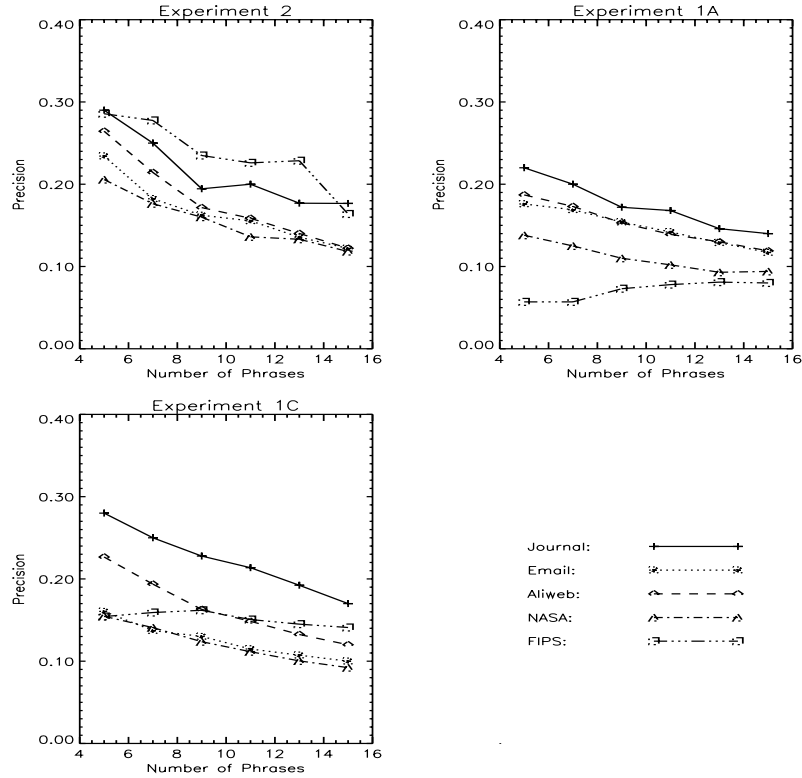 Experiment 2
0.40
0.30
0.20
0.10
0.00
Precision
4 6 8 10 12 14 16
Number of Phrases
Experiment 1A
0.40
0.30
0.20
0.10
0.00
Precision
4 6 8 10 12 14 16
Number of Phrases
Experiment 1C
0.40
0.30
0.20
0.10
0.00
Precision
4 6 8 10 12 14 16
Number of Phrases
Journal:
Email:
Aliweb:
NASA:
FIPS: